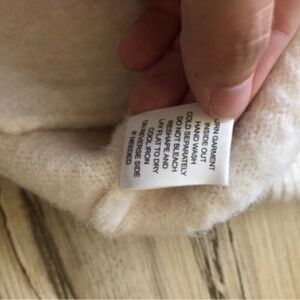 URN GARMENT
INSIDE OUT
HAND WASH
COLD SEPARATELY
DO NOT BLEACH
RESHAPE AND
LAY FLAT TO DRY
COOL IRON
ON REVERSE SIDE
IF NEEDED